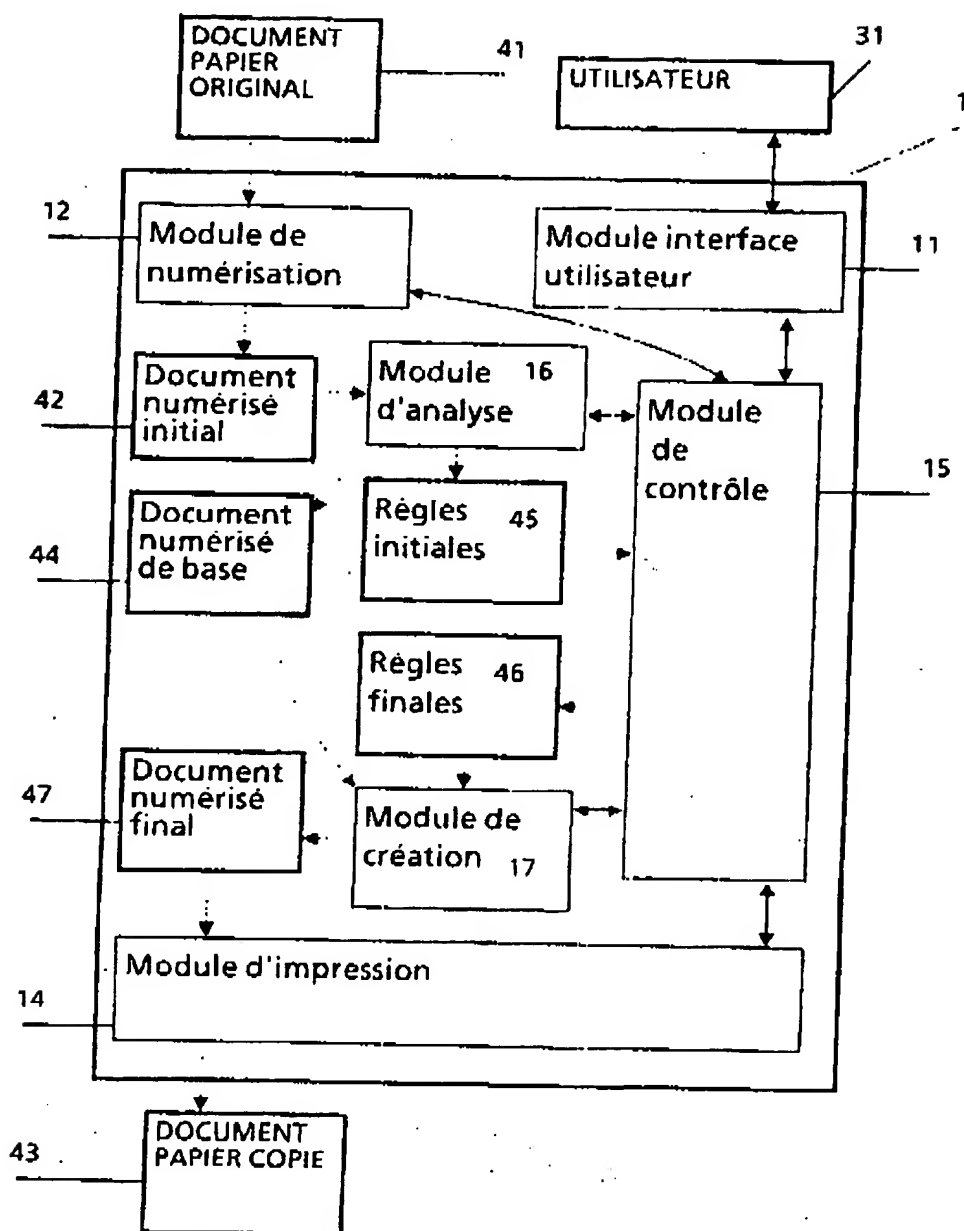 DOCUMENT
PAPIER
ORIGINAL
41
UTILISATEUR
31
1
12
Module de
numérisation
Module interface
utilisateur
11
42
Document
numérisé
initial
Module 16
d'analyse
Module
de
contrôle
15
44
Document
numérisé
de base
Règles 45
initiales
Règles 46
finales
47
Document
numérisé
final
Module de
création 17
Module d'impression
14
43
DOCUMENT
PAPIER COPIE